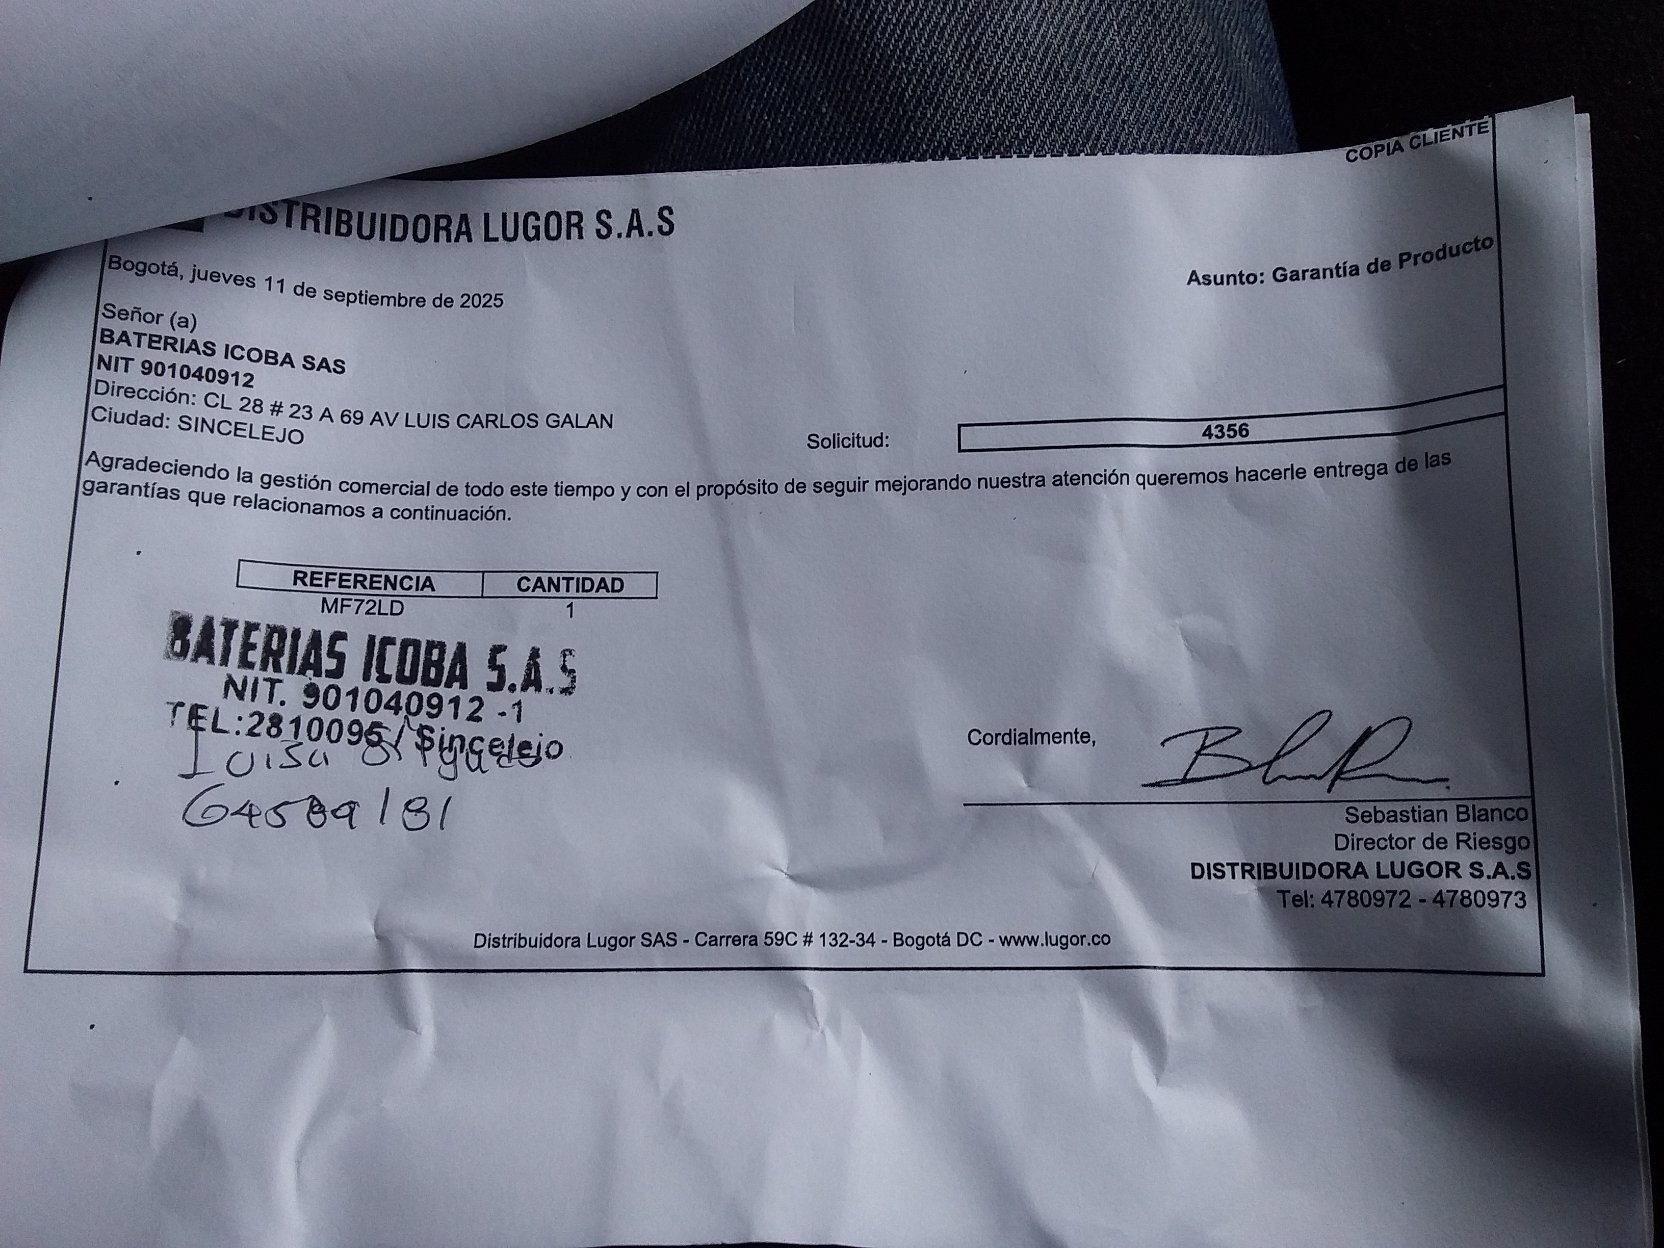 COPIA CLIENTE
DISTRIBUIDORA LUGOR S.A.S
Bogotá, jueves 11 de septiembre de 2025
Asunto: Garantía de Producto
Señor (a)
BATERIAS ICOBA SAS
NIT 901040912
Dirección: CL 28 # 23 A 69 AV LUIS CARLOS GALAN
Ciudad: SINCELEJO
Solicitud: 4356
Agradeciendo la gestión comercial de todo este tiempo y con el propósito de seguir mejorando nuestra atención queremos hacerle entrega de las
garantías que relacionamos a continuación.
REFERENCIA CANTIDAD
MF72LD 1
BATERIAS ICOBA S.A.S
NIT. 901040912 -1
TEL:2810095/Sincelejo
Luisa
64589181
Cordialmente,
Sebastian Blanco
Director de Riesgo
DISTRIBUIDORA LUGOR S.A.S
Tel: 4780972 - 4780973
Distribuidora Lugor SAS - Carrera 59C # 132-34 - Bogotá DC - www.lugor.co